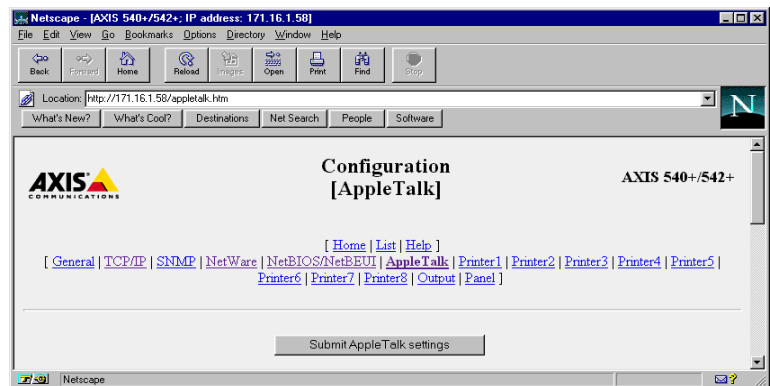 Netscape - [AXIS 540+/542+; IP address: 171.16.1.58]
File Edit View Go Bookmarks Options Directory Window Help
Back Forward Home Reload Images Open Print Find Stop
Location: http://171.16.1.58/appletalk.htm
What's New? What's Cool? Destinations Net Search People Software
N
AXIS
COMMUNICATIONS
Configuration
[AppleTalk]
AXIS 540+/542+
[ Home | List | Help ]
[ General | TCP/IP | SNMP | NetWare | NetBIOS/NetBEUI | AppleTalk | Printer1 | Printer2 | Printer3 | Printer4 | Printer5 |
Printer6 | Printer7 | Printer8 | Output | Panel ]
Submit AppleTalk settings
Netscape